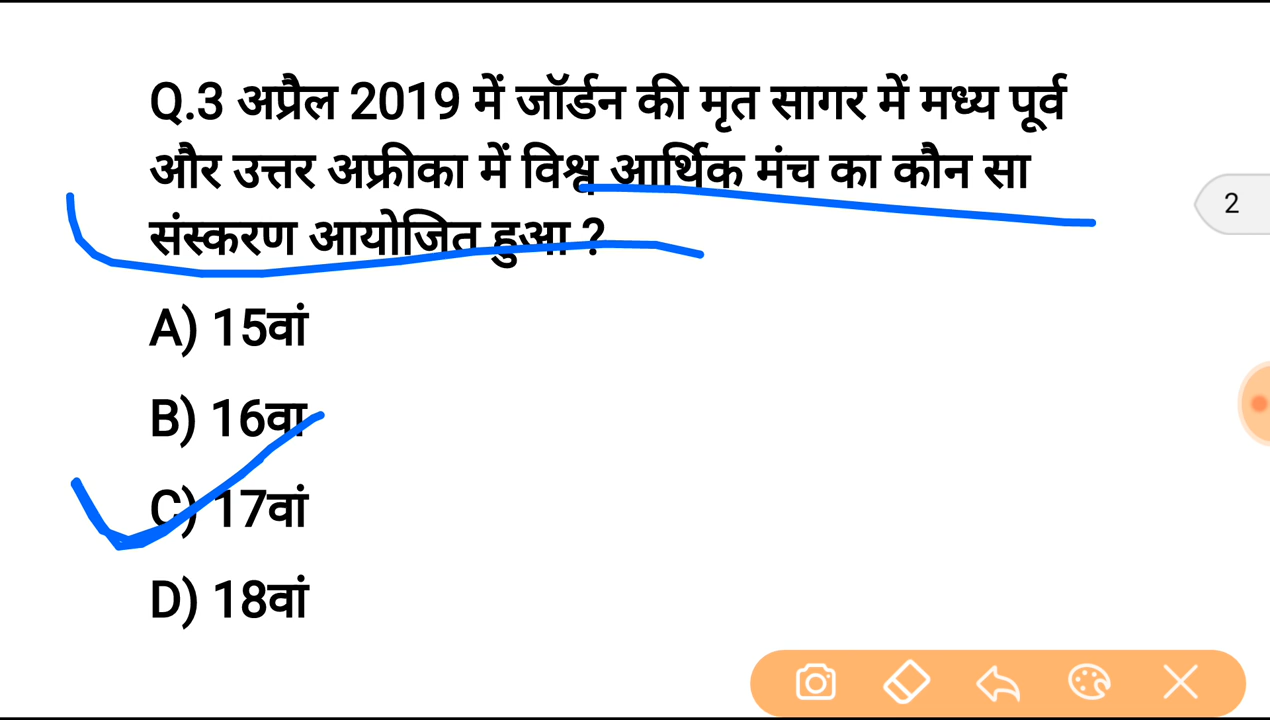 Q.3 अप्रैल 2019 में जॉर्डन की मृत सागर में मध्य पूर्व
और उत्तर अफ्रीका में विश्व आर्थिक मंच का कौन सा
संस्करण आयोजित हुआ ?
2
A) 15वां
B) 16वा
C) 17वां
D) 18वां